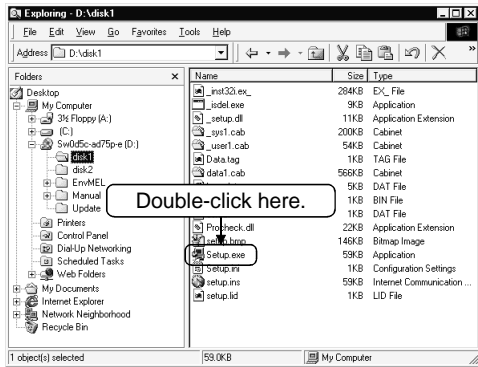 Exploring - D:\disk1
File Edit View Go Favorites Tools Help
Address D:\disk1 »
Folders x
Desktop
My Computer
3½ Floppy (A:)
(C:)
Sw0d5c-ad75p-e (D:)
disk1
disk2
EnvMEL
Manual
Update
Printers
Control Panel
Dial-Up Networking
Scheduled Tasks
Web Folders
My Documents
Internet Explorer
Network Neighborhood
Recycle Bin
Name Size Type
_inst32i.ex_ 284KB EX_ File
_isdel.exe 9KB Application
_setup.dll 11KB Application Extension
_sys1.cab 200KB Cabinet
_user1.cab 54KB Cabinet
Data.tag 1KB TAG File
data1.cab 566KB Cabinet
5KB DAT File
1KB BIN File
1KB DAT File
Procheck.dll 22KB Application Extension
setup.bmp 146KB Bitmap Image
Setup.exe 59KB Application
Setup.ini 1KB Configuration Settings
setup.ins 59KB Internet Communication ...
setup.lid 1KB LID File
Double-click here.
1 object(s) selected 59.0KB My Computer